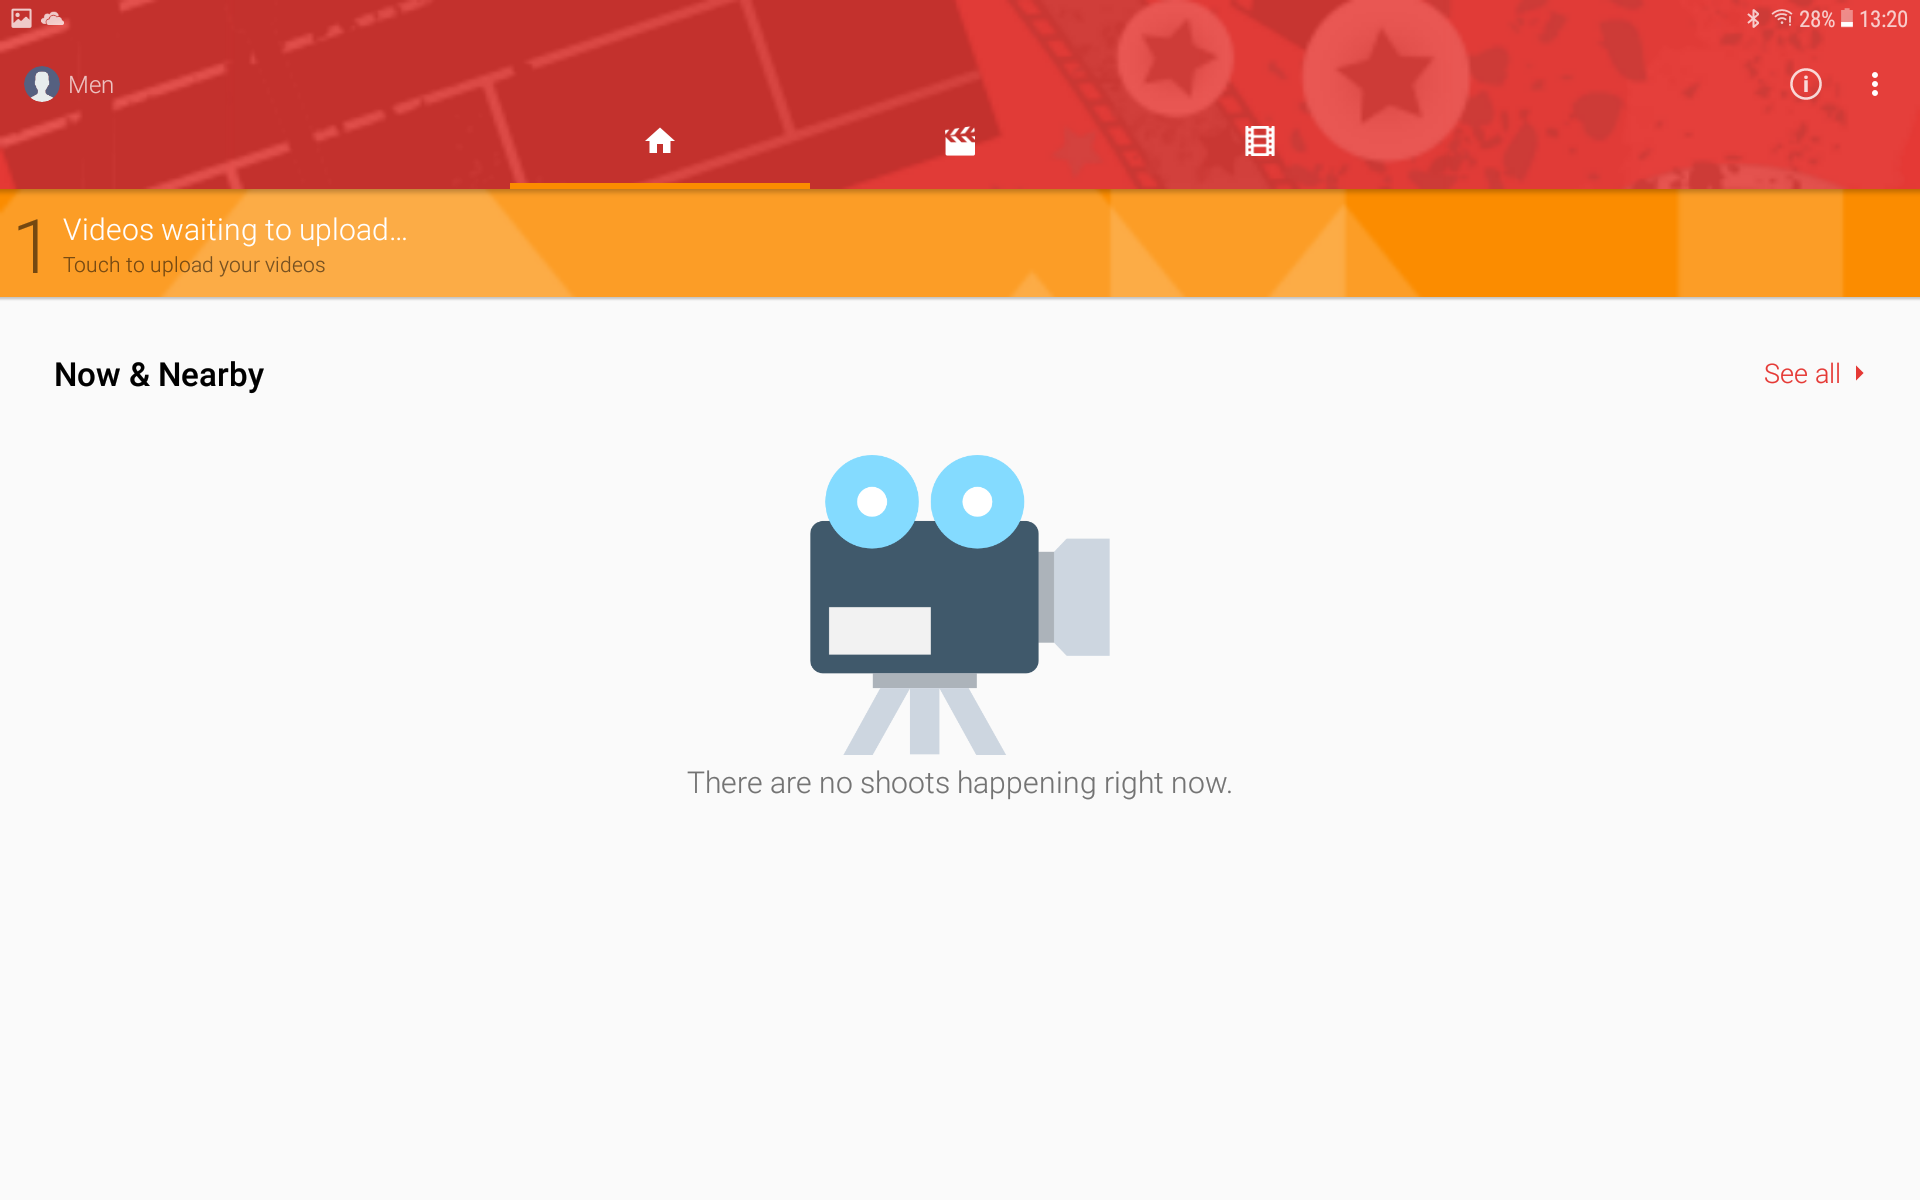 28% 13:20
Men
1
Videos waiting to upload...
Touch to upload your videos
Now & Nearby
See all
There are no shoots happening right now.